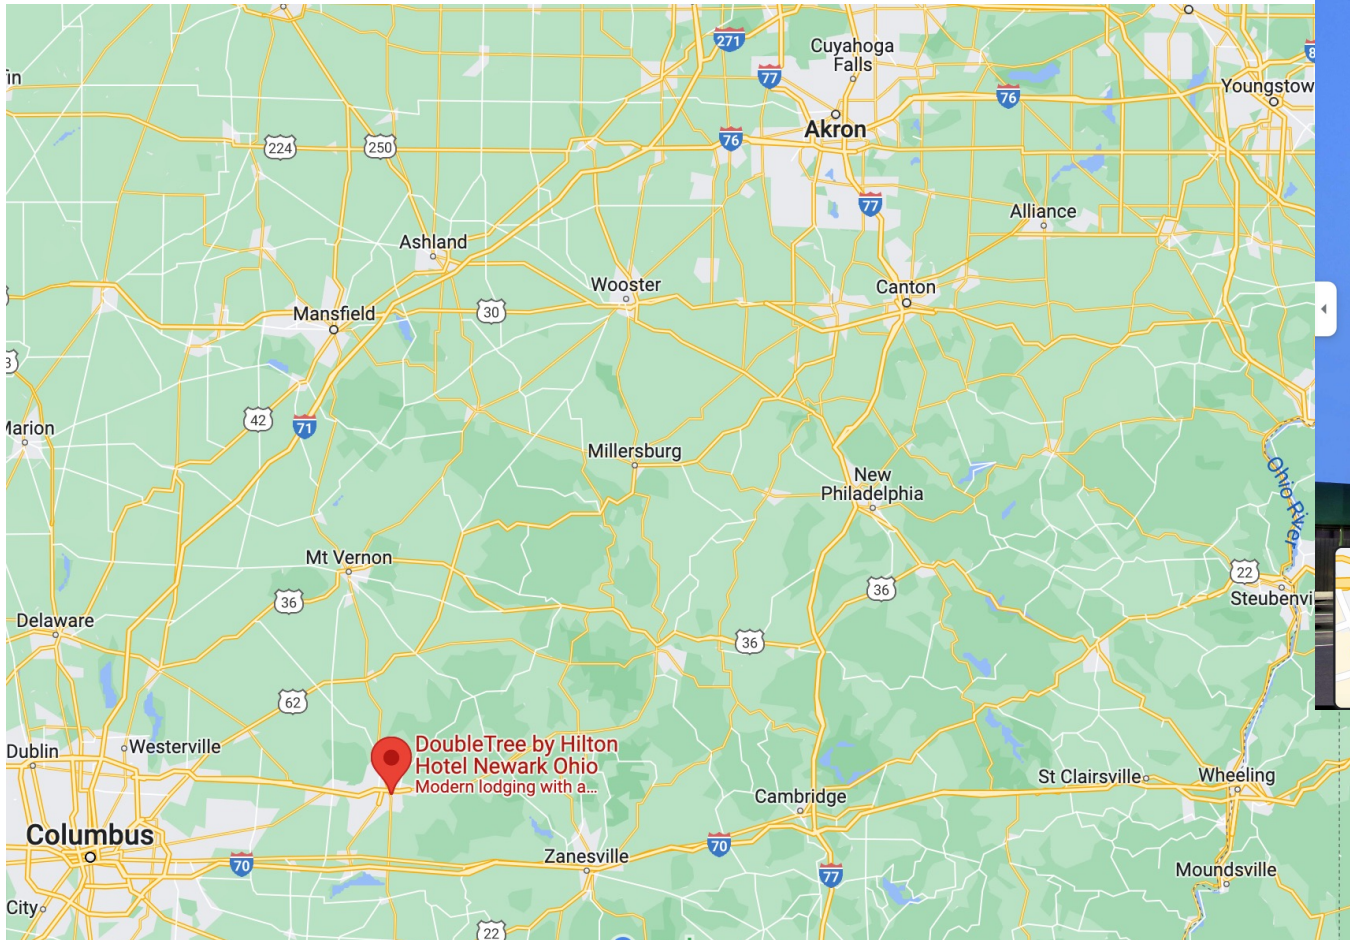 271
Cuyahoga
Falls
77
in
76
Youngstow
8
Akron
224
250
76
77
Alliance
Ashland
Wooster
Canton
Mansfield
30
3
42
71
Marion
Millersburg
New
Philadelphia
Ohio River
Mt Vernon
22
36
36
Steubenvi
Delaware
36
62
Dublin
Westerville
DoubleTree by Hilton
Hotel Newark Ohio
Modern lodging with a...
St Clairsville
Wheeling
Cambridge
Columbus
70
Zanesville
70
77
Moundsville
City
22